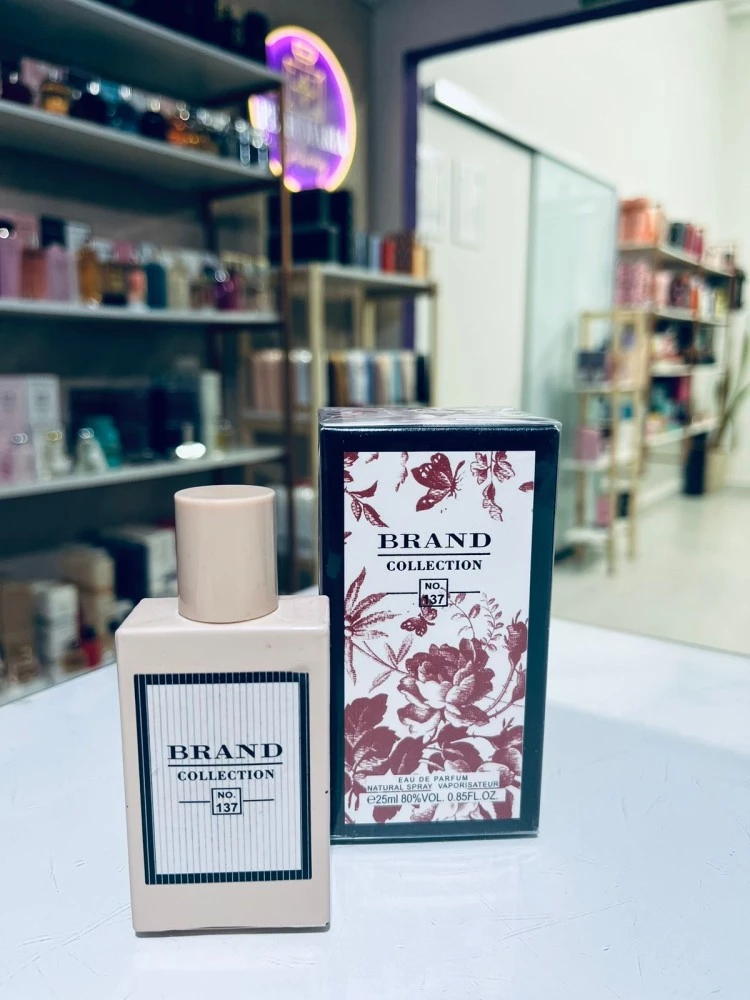 BRAND
COLLECTION
NO.
137
BRAND
COLLECTION
NO.
137
EAU DE PARFUM
NATURAL SPRAY VAPORISATEUR
℮25ml 80%VOL. 0.85FL.OZ.